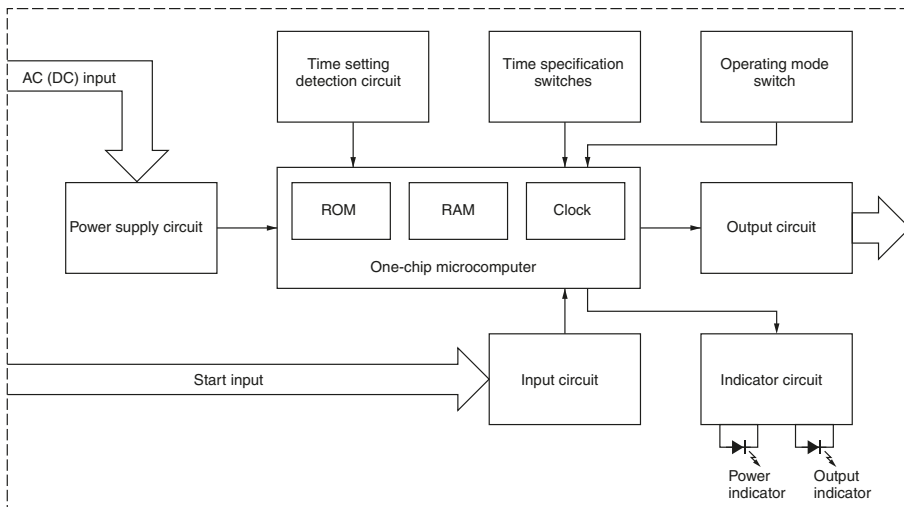 AC (DC) input
Time setting
detection circuit
Time specification
switches
Operating mode
switch
Power supply circuit
ROM
RAM
Clock
One-chip microcomputer
Output circuit
Start input
Input circuit
Indicator circuit
Power
indicator
Output
indicator